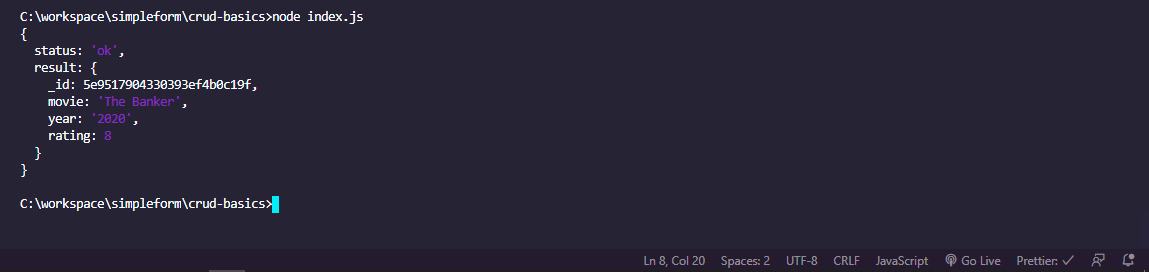 C:\workspace\simpleform\crud-basics>node index.js
{
  status: 'ok',
  result: {
    _id: 5e9517904330393ef4b0c19f,
    movie: 'The Banker',
    year: '2020',
    rating: 8
  }
}
C:\workspace\simpleform\crud-basics>
Ln 8, Col 20 Spaces: 2 UTF-8 CRLF JavaScript Go Live Prettier: ✓